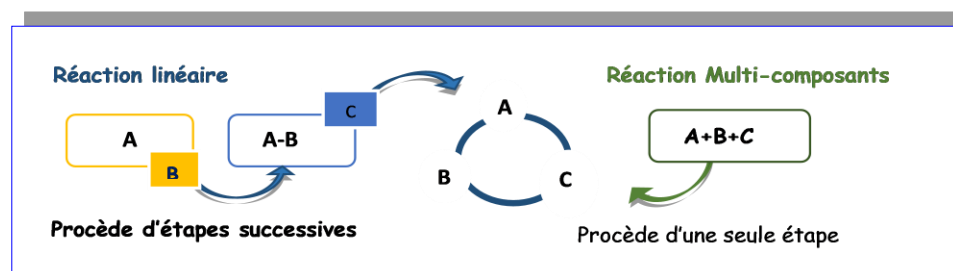 Réaction linéaire
Réaction Multi-composants
A
B
A-B
C
A
B
C
A+B+C
Procède d'étapes successives
Procède d'une seule étape